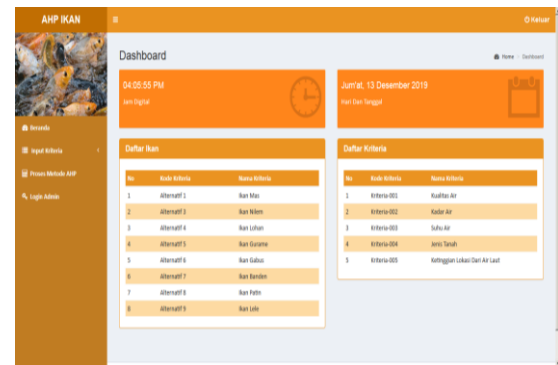 AHP IKAN
Keluar
Dashboard
Home > Dashboard
04:05:55 PM
Jam Digital
Jum'at, 13 Desember 2019
Hari Dan Tanggal
Beranda
Input Kriteria
Proses Metode AHP
Login Admin
Daftar Ikan
No Kode Kriteria Nama Kriteria
1 Alternatif 1 Ikan Mas
2 Alternatif 3 Ikan Nilem
3 Alternatif 4 Ikan Lohan
4 Alternatif 5 Ikan Gurame
5 Alternatif 6 Ikan Gabus
6 Alternatif 7 Ikan Banden
7 Alternatif 8 Ikan Patin
8 Alternatif 9 Ikan Lele
Daftar Kriteria
No Kode Kriteria Nama Kriteria
1 Kriteria-001 Kualitas Air
2 Kriteria-002 Kadar Air
3 Kriteria-003 Suhu Air
4 Kriteria-004 Jenis Tanah
5 Kriteria-005 Ketinggian Lokasi Dari Air Laut